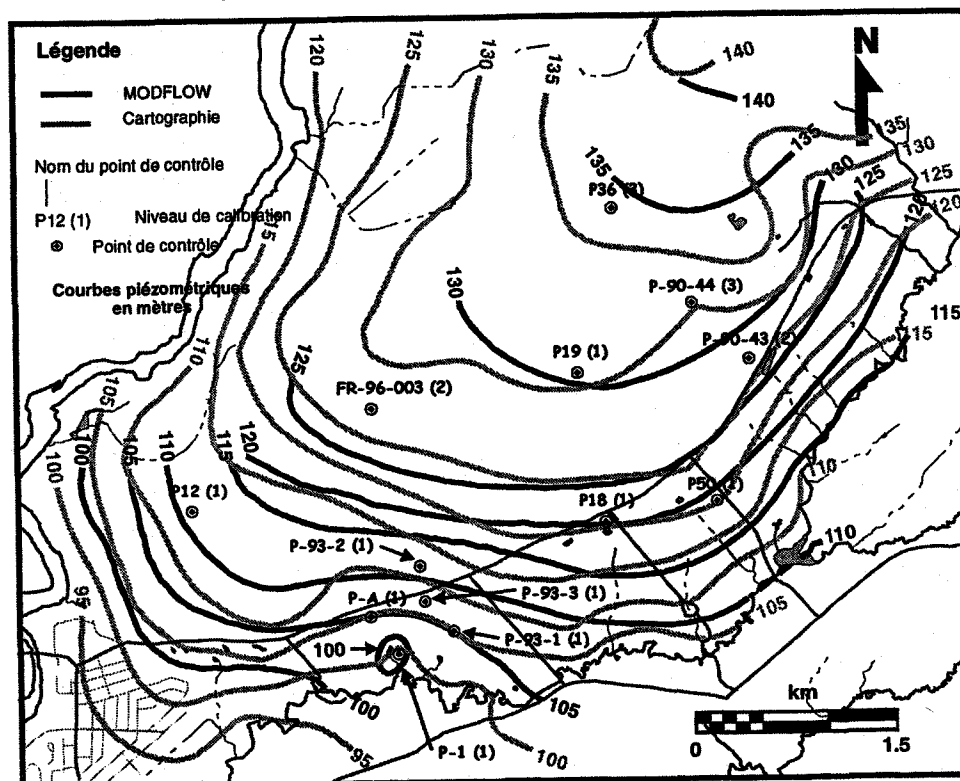 Légende
MODFLOW
Cartographie
Nom du point de contrôle
P12 (1)
Niveau de calibration
Point de contrôle
Courbes piézométriques
en mètres
120
125
130
135
140
140
N
135
135
130
130
125
125
120
120
115
115
135
P36 (2)
P-90-44 (3)
P-90-43 (2)
130
P19 (1)
FR-96-003 (2)
125
115
110
105
100
100
105
110
115
120
P12 (1)
P18 (1)
P50 (1)
110
110
P-93-2 (1)
P-A (1)
P-93-3 (1)
P-93-1 (1)
105
95
100
100
105
95
P-1 (1)
100
km
0
1.5